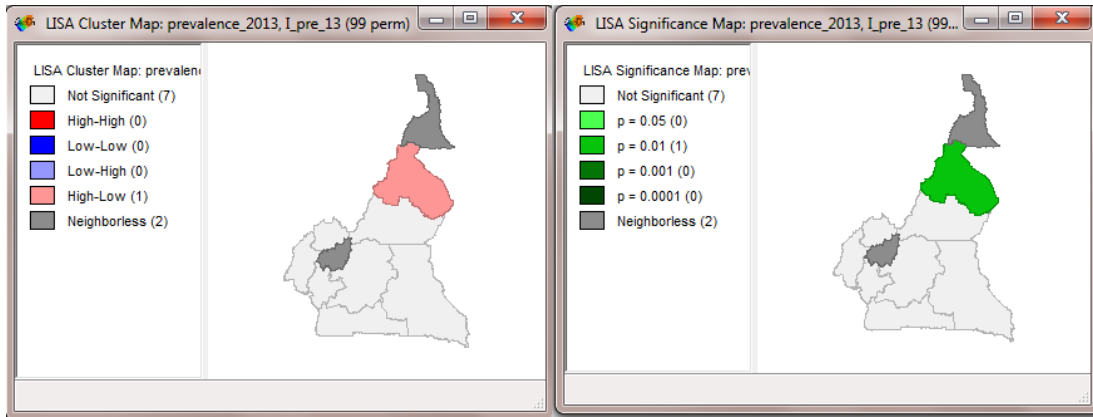 LISA Cluster Map: prevalence_2013, I_pre_13 (99 perm)
LISA Cluster Map: prevalen
Not Significant (7)
High-High (0)
Low-Low (0)
Low-High (0)
High-Low (1)
Neighborless (2)
LISA Significance Map: prevalence_2013, I_pre_13 (99...
LISA Significance Map: prev
Not Significant (7)
p = 0.05 (0)
p = 0.01 (1)
p = 0.001 (0)
p = 0.0001 (0)
Neighborless (2)